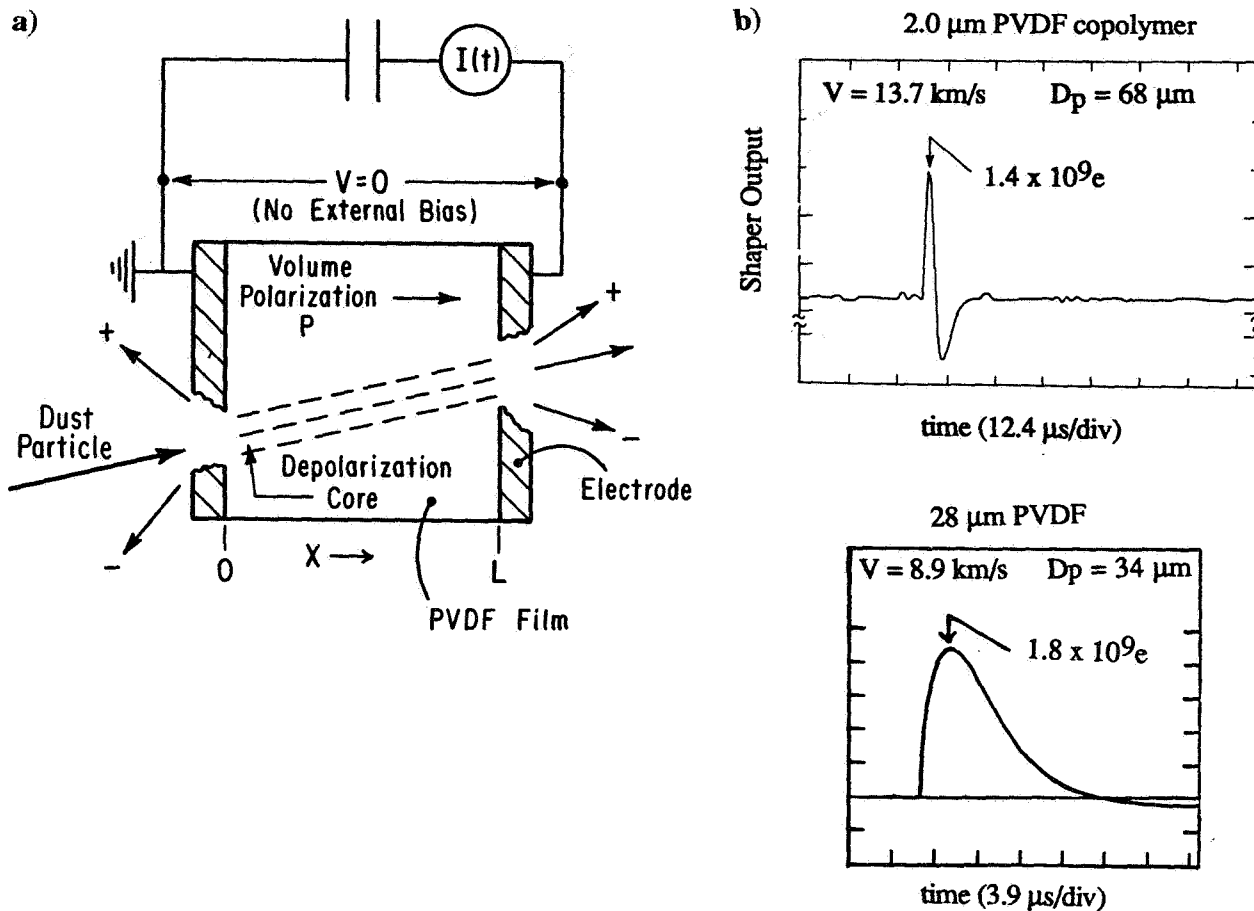 a)
I(t)
V=0
(No External Bias)
Volume
Polarization
P
+
+
Dust
Particle
Depolarization
Core
Electrode
-
-
0
X
L
PVDF Film
b)
2.0 µm PVDF copolymer
V = 13.7 km/s Dp = 68 µm
1.4 x 10⁹e
Shaper Output
time (12.4 µs/div)
28 µm PVDF
V = 8.9 km/s Dp = 34 µm
1.8 x 10⁹e
time (3.9 µs/div)